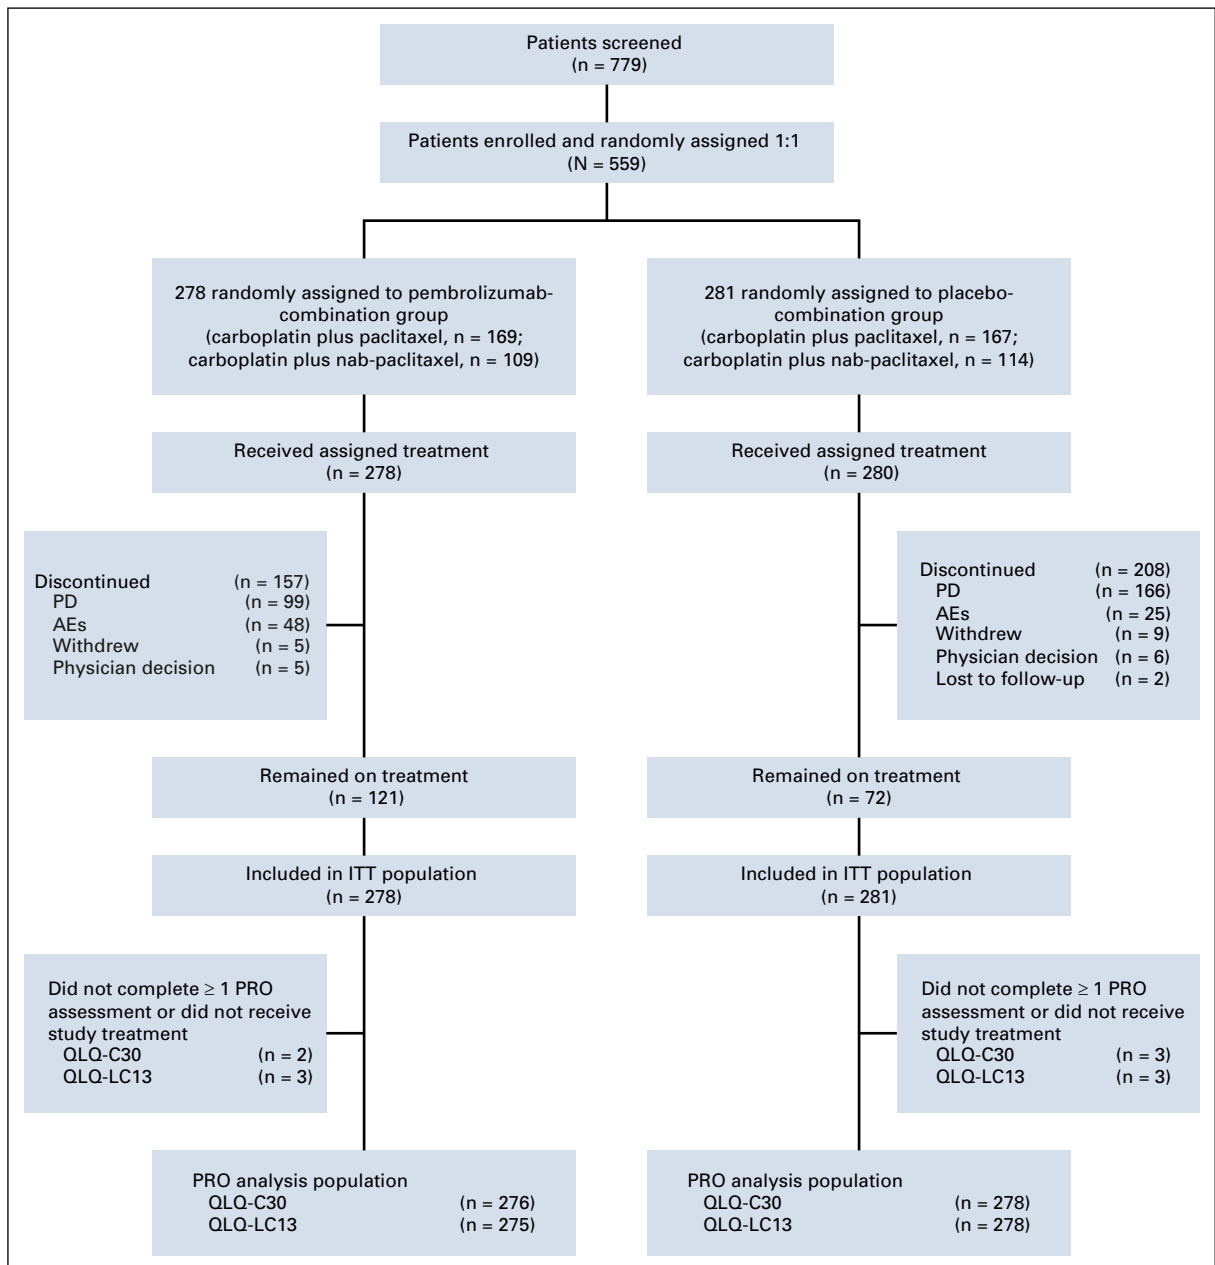 Patients screened
(n = 779)
Patients enrolled and randomly assigned 1:1
(N = 559)
278 randomly assigned to pembrolizumab-
combination group
(carboplatin plus paclitaxel, n = 169;
carboplatin plus nab-paclitaxel, n = 109)
281 randomly assigned to placebo-
combination group
(carboplatin plus paclitaxel, n = 167;
carboplatin plus nab-paclitaxel, n = 114)
Received assigned treatment
(n = 278)
Received assigned treatment
(n = 280)
Discontinued (n = 157)
PD (n = 99)
AEs (n = 48)
Withdrew (n = 5)
Physician decision (n = 5)
Discontinued (n = 208)
PD (n = 166)
AEs (n = 25)
Withdrew (n = 9)
Physician decision (n = 6)
Lost to follow-up (n = 2)
Remained on treatment
(n = 121)
Remained on treatment
(n = 72)
Included in ITT population
(n = 278)
Included in ITT population
(n = 281)
Did not complete ≥ 1 PRO
assessment or did not receive
study treatment
QLQ-C30 (n = 2)
QLQ-LC13 (n = 3)
Did not complete ≥ 1 PRO
assessment or did not receive
study treatment
QLQ-C30 (n = 3)
QLQ-LC13 (n = 3)
PRO analysis population
QLQ-C30 (n = 276)
QLQ-LC13 (n = 275)
PRO analysis population
QLQ-C30 (n = 278)
QLQ-LC13 (n = 278)